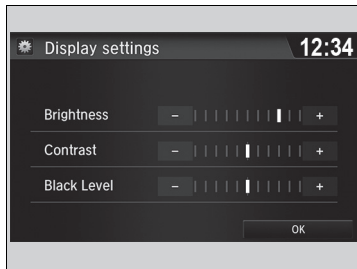 Display settings
12:34
Brightness - +
Contrast - +
Black Level - +
OK